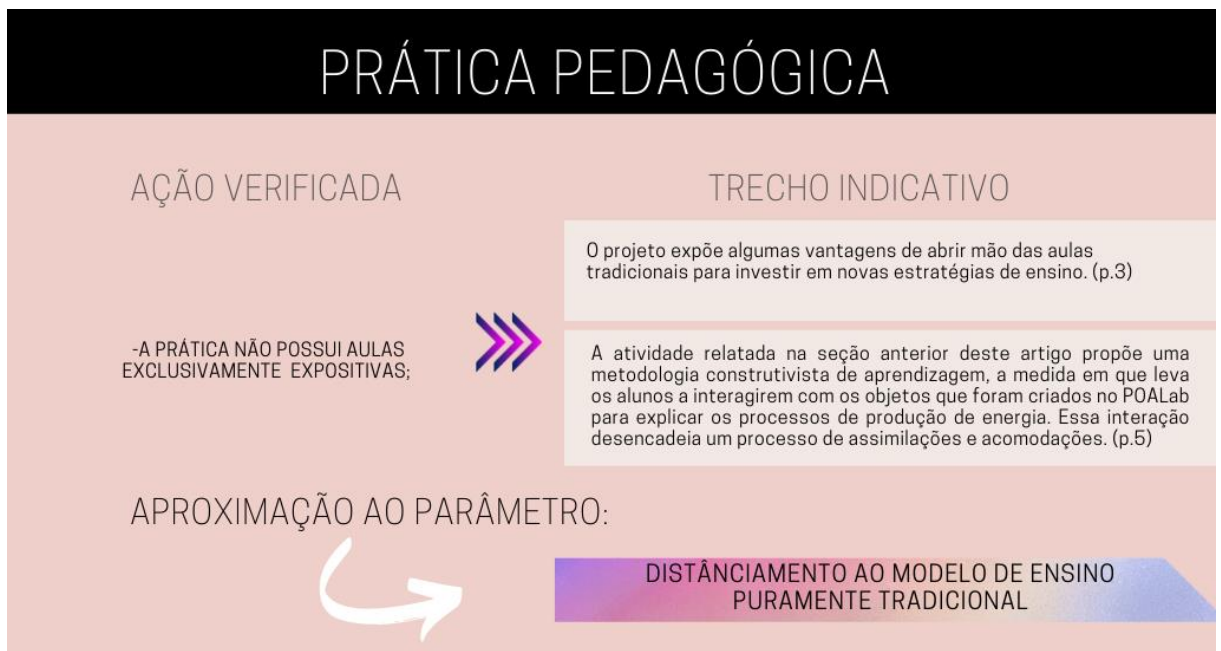 PRÁTICA PEDAGÓGICA
AÇÃO VERIFICADA
TRECHO INDICATIVO
O projeto expõe algumas vantagens de abrir mão das aulas
tradicionais para investir em novas estratégias de ensino. (p.3)
-A PRÁTICA NÃO POSSUI AULAS
EXCLUSIVAMENTE EXPOSITIVAS;
A atividade relatada na seção anterior deste artigo propõe uma
metodologia construtivista de aprendizagem, a medida em que leva
os alunos a interagirem com os objetos que foram criados no POALab
para explicar os processos de produção de energia. Essa interação
desencadeia um processo de assimilações e acomodações. (p.5)
APROXIMAÇÃO AO PARÂMETRO:
DISTÂNCIAMENTO AO MODELO DE ENSINO
PURAMENTE TRADICIONAL